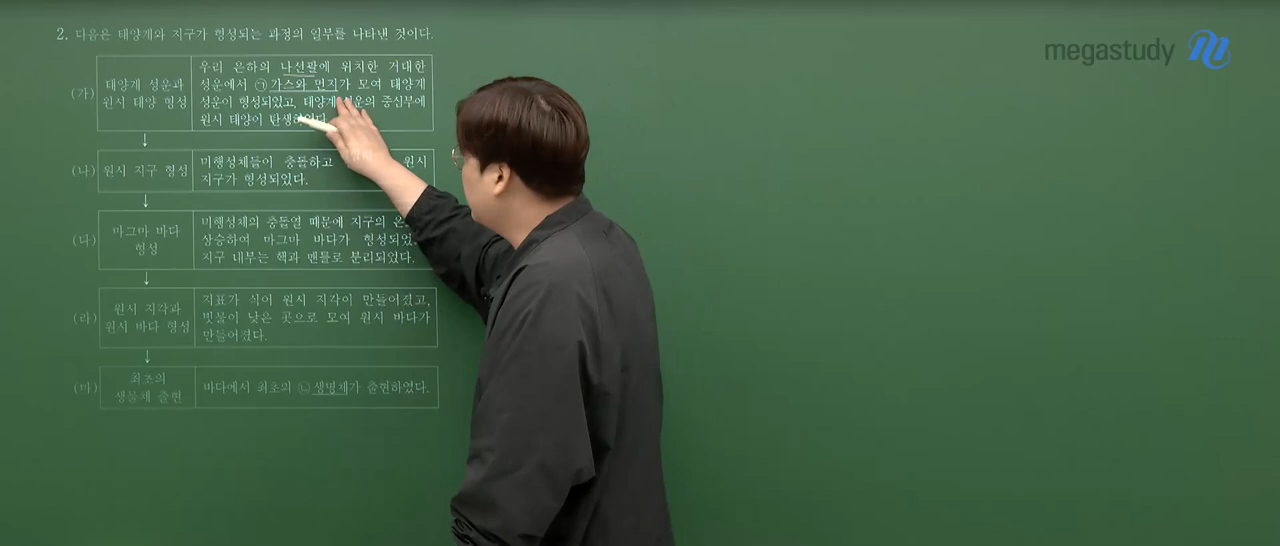 megastudy
2. 다음은 태양계와 지구가 형성되는 과정의 일부를 나타낸 것이다.
(가)
태양계 성운과
원시 태양 형성
우리 은하의 나선팔에 위치한 거대한
성운에서 ㉠가스와 먼지가 모여 태양계
성운이 형성되었고, 태양계 성운의 중심부에
원시 태양이 탄생하였다.
↓
(나)
원시 지구 형성
미행성체들이 충돌하고 원시
지구가 형성되었다.
↓
(다)
마그마 바다
형성
미행성체의 충돌열 때문에 지구의
상승하여 마그마 바다가
지구 내부는 핵과 맨틀로 분리되었다.
↓
(라)
원시 지각과
원시 바다 형성
지표가 식어 원시 지각이 만들어졌고,
빗물이 낮은 곳으로 모여 원시 바다가
만들어졌다.
↓
(마)
최초의
생물체 출현
바다에서 최초의 ㉡생명체가 출현하였다.